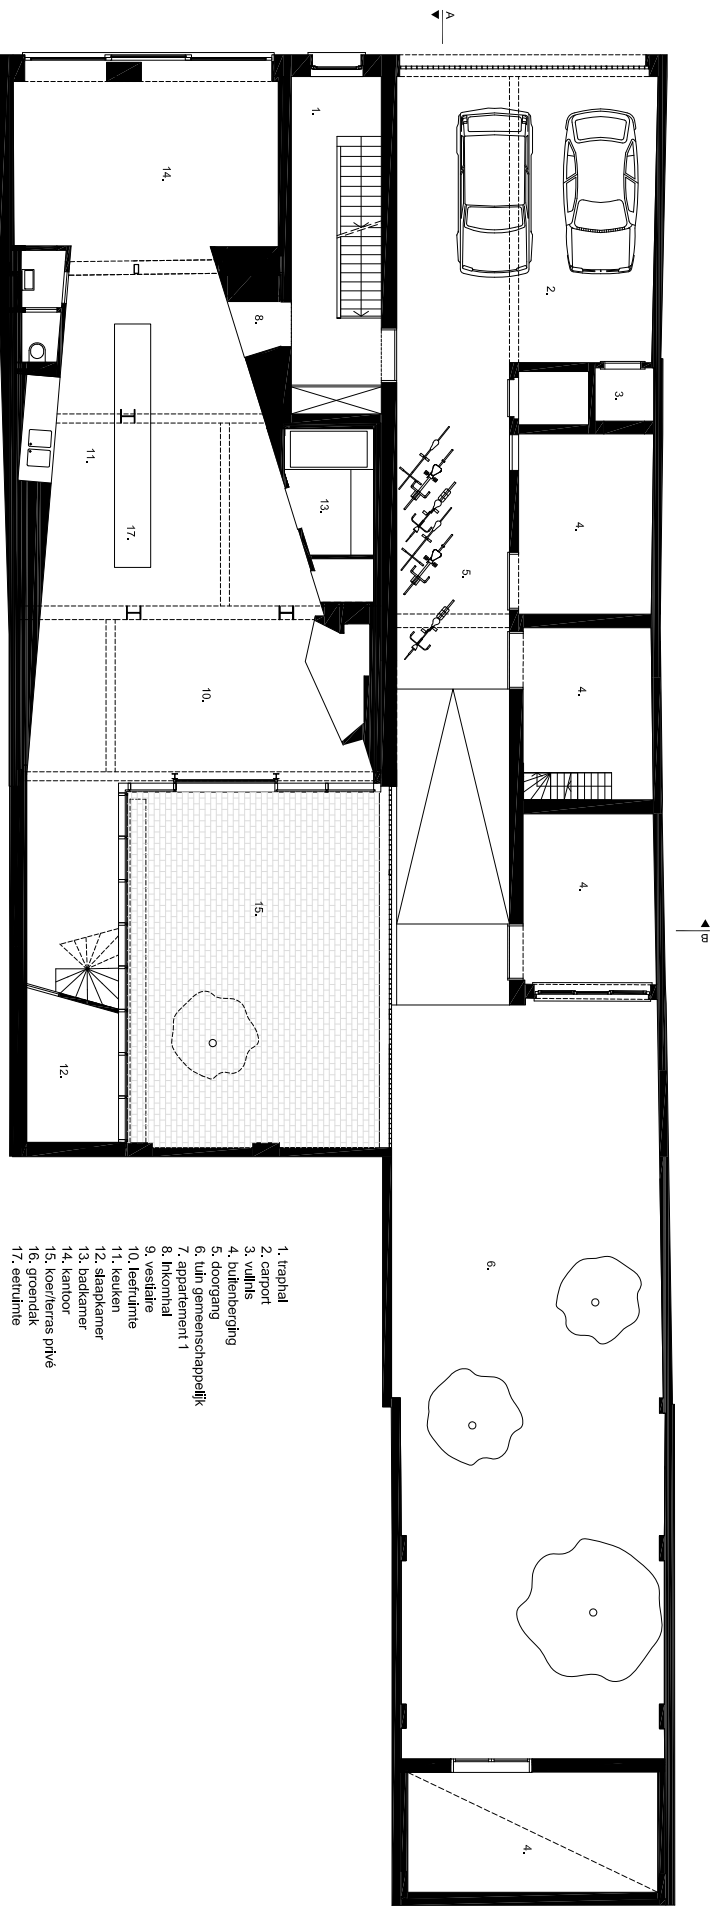 A
B
1.
2.
3.
4.
4.
4.
4.
5.
6.
8.
10.
11.
12.
13.
14.
15.
17.
1. traphal
2. carport
3. vuilnis
4. buitenberging
5. doorgang
6. tuin gemeenschappelijk
7. appartement 1
8. Inkomhal
9. vestiaire
10. leefruimte
11. keuken
12. slaapkamer
13. badkamer
14. kantoor
15. koer/terras privé
16. groendak
17. eetruimte